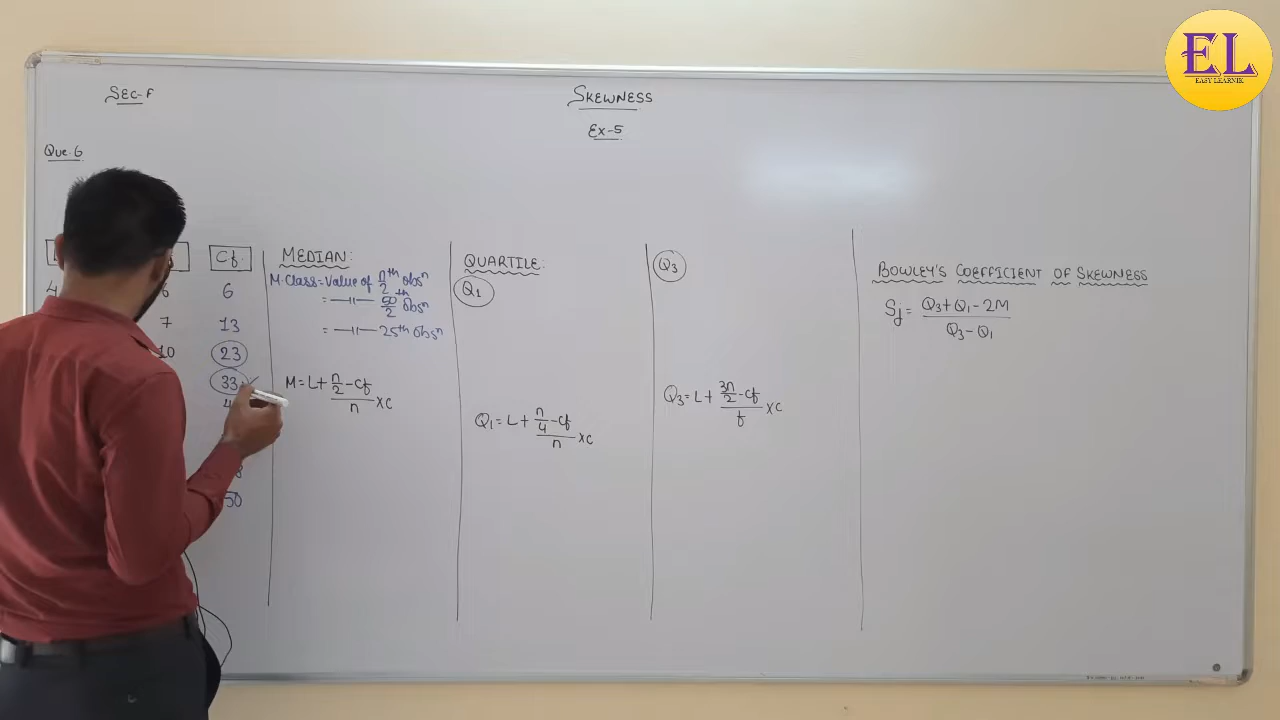 EL
EASY LEARNIK
SEC-F
SKEWNESS
Ex-5
Que. 6
Cf.
6 6
7 13
10 23
33
50
MEDIAN:
M. Class = Value of n/2 th obsⁿ
= —〃— 50/2 th obsⁿ
= —〃— 25th obsⁿ
M = L + (n/2 - cf)/n × C
QUARTILE:
Q₁
Q₁ = L + (n/4 - cf)/n × C
Q₃
Q₃ = L + (3n/2 - cf)/f × C
BOWLEY'S COEFFICIENT OF SKEWNESS
Sj = (Q₃ + Q₁ - 2M)/(Q₃ - Q₁)